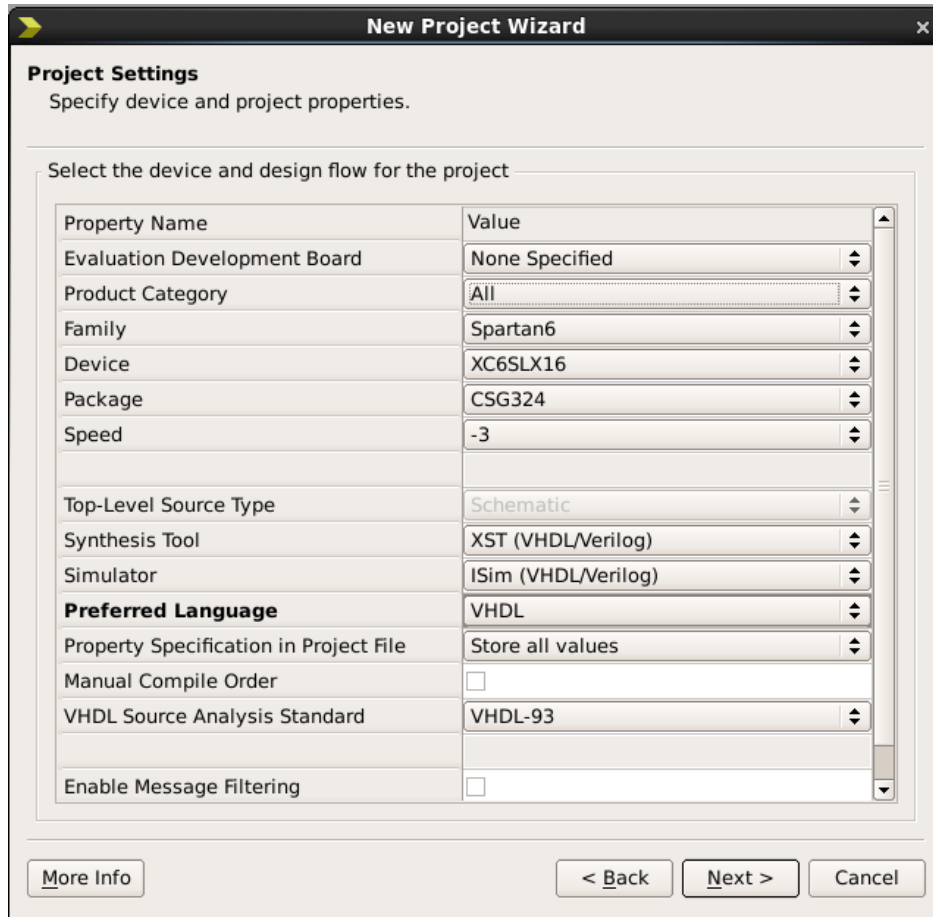 New Project Wizard
Project Settings
Specify device and project properties.
Select the device and design flow for the project
Property Name Value
Evaluation Development Board None Specified
Product Category All
Family Spartan6
Device XC6SLX16
Package CSG324
Speed -3
Top-Level Source Type Schematic
Synthesis Tool XST (VHDL/Verilog)
Simulator ISim (VHDL/Verilog)
Preferred Language VHDL
Property Specification in Project File Store all values
Manual Compile Order
VHDL Source Analysis Standard VHDL-93
Enable Message Filtering
More Info < Back Next > Cancel